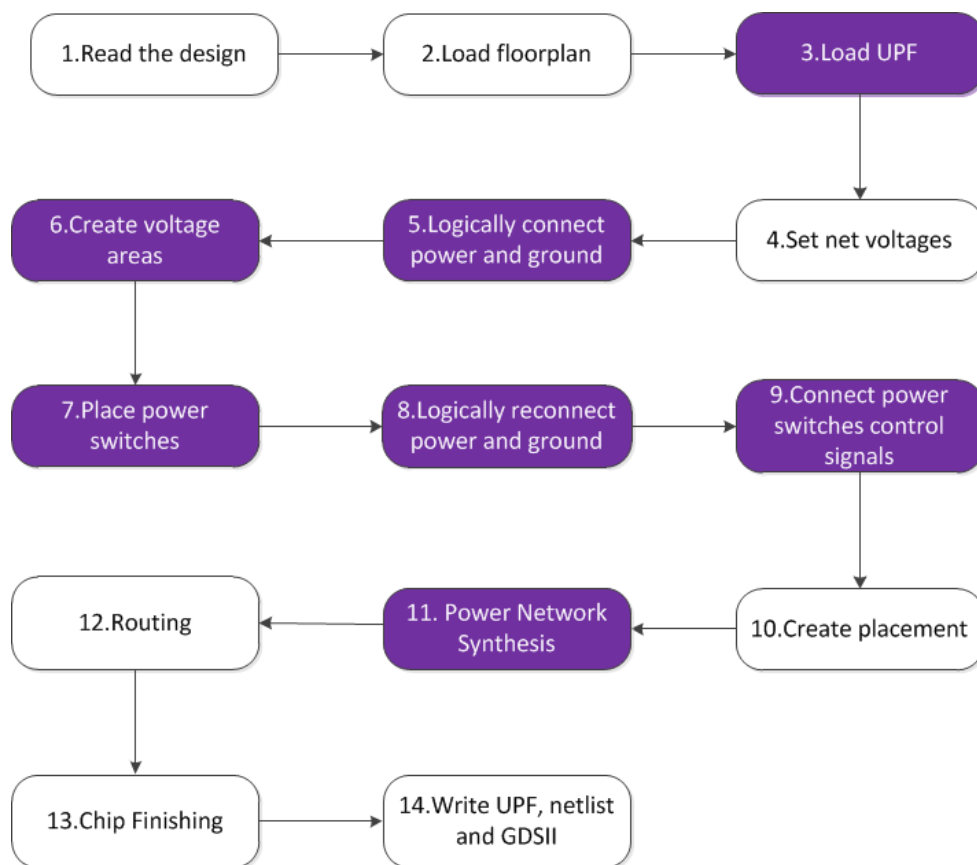 1.Read the design
2.Load floorplan
3.Load UPF
4.Set net voltages
5.Logically connect
power and ground
6.Create voltage
areas
7.Place power
switches
8.Logically reconnect
power and ground
9.Connect power
switches control
signals
10.Create placement
11. Power Network
Synthesis
12.Routing
13.Chip Finishing
14.Write UPF, netlist
and GDSII